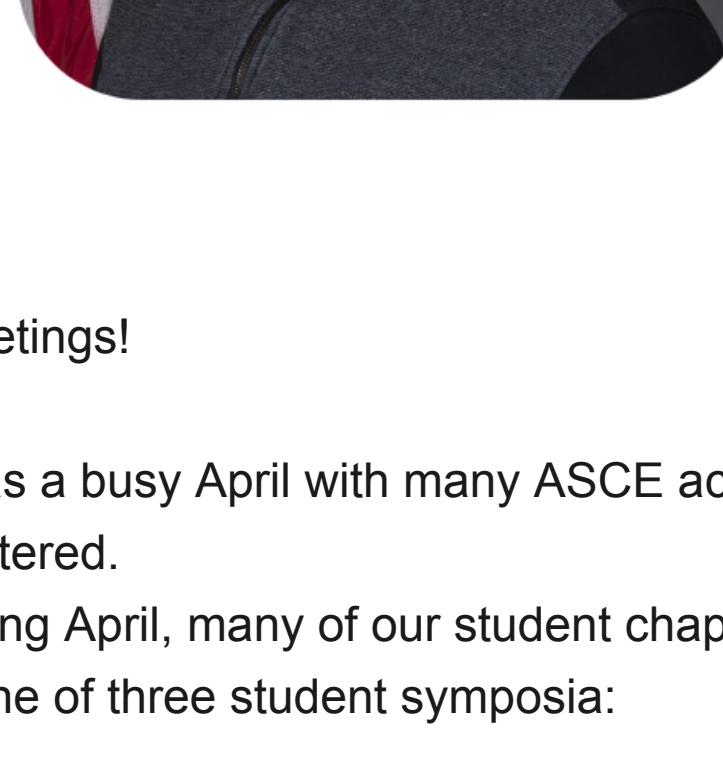 etings!
s a busy April with many ASCE ac
tered.
ng April, many of our student chap
ne of three student symposia: